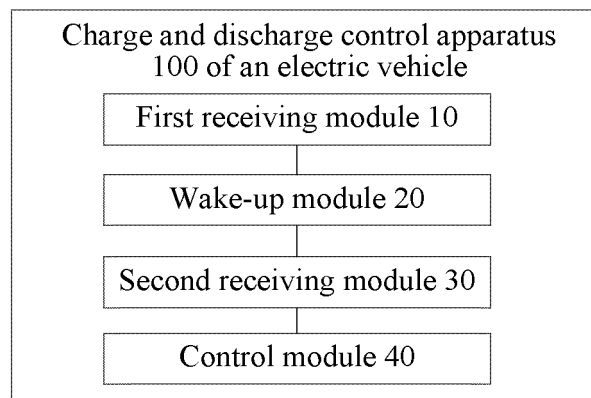 Charge and discharge control apparatus
100 of an electric vehicle
First receiving module 10
Wake-up module 20
Second receiving module 30
Control module 40